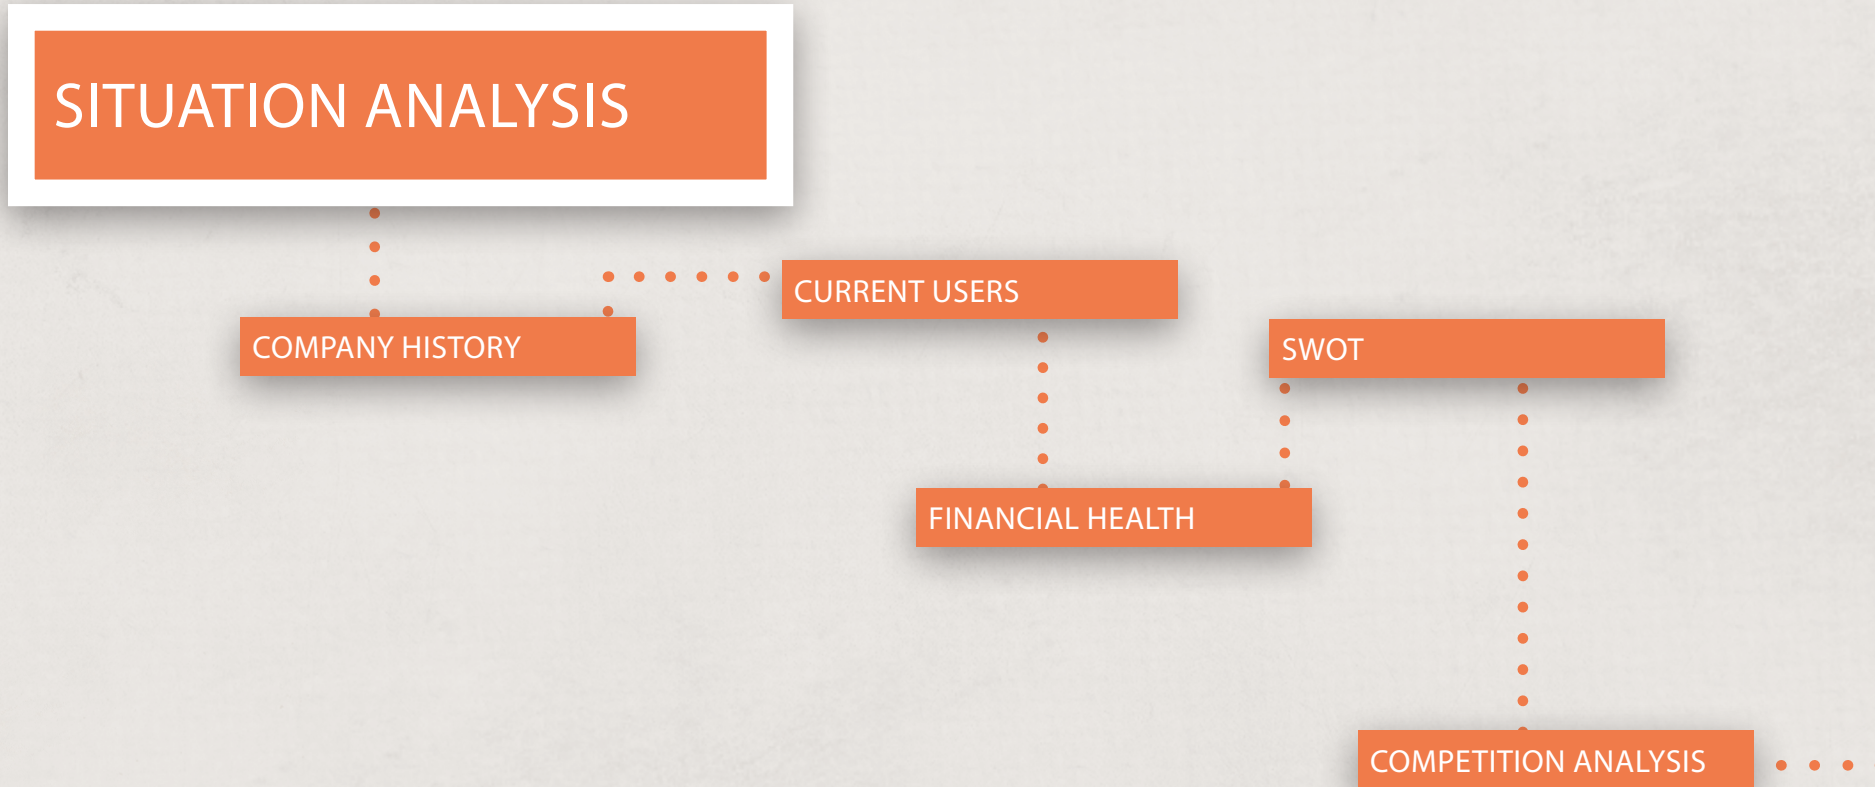 SITUATION ANALYSIS
COMPANY HISTORY
CURRENT USERS
FINANCIAL HEALTH
SWOT
COMPETITION ANALYSIS